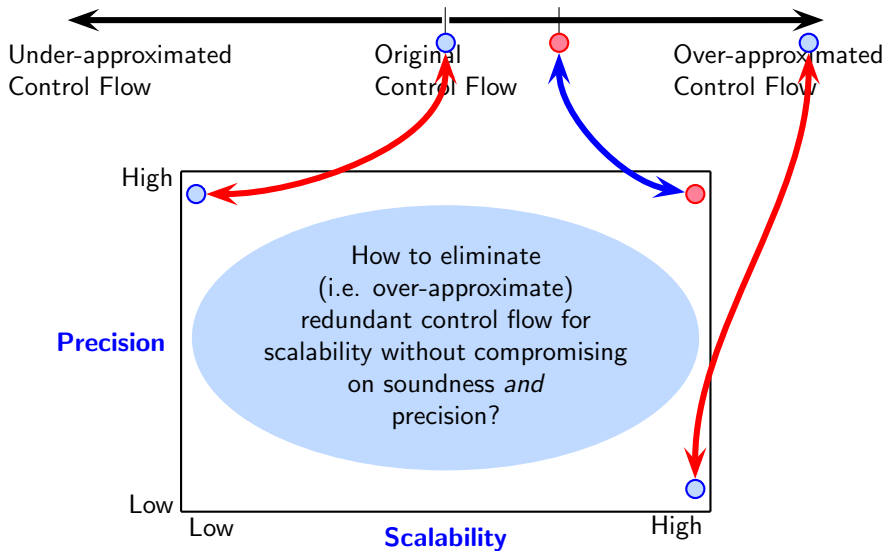 Under-approximated
Control Flow
Original
Control Flow
Over-approximated
Control Flow
High
How to eliminate
(i.e. over-approximate)
redundant control flow for
scalability without compromising
on soundness and
precision?
Precision
Low
Low
Scalability
High